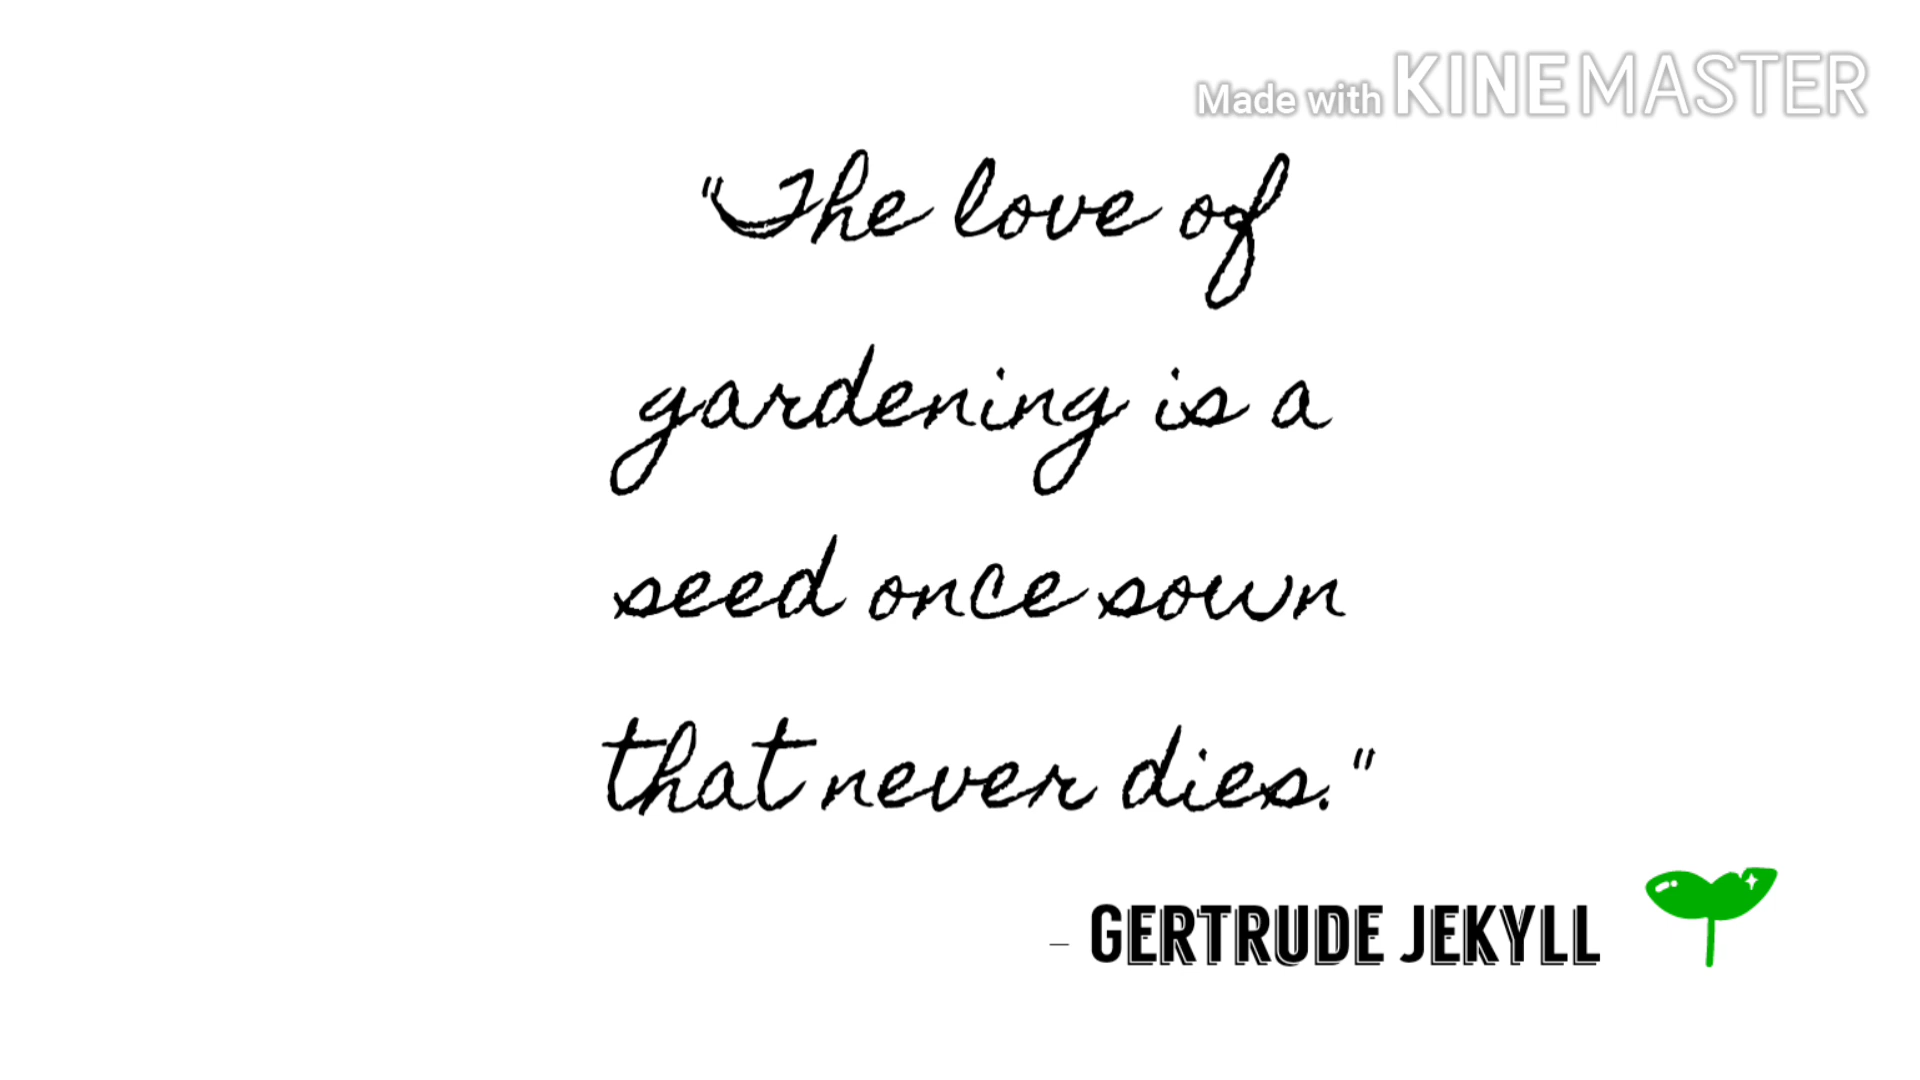 Made with KINEMASTER
"The love of
gardening is a
seed once sown
that never dies."
– GERTRUDE JEKYLL